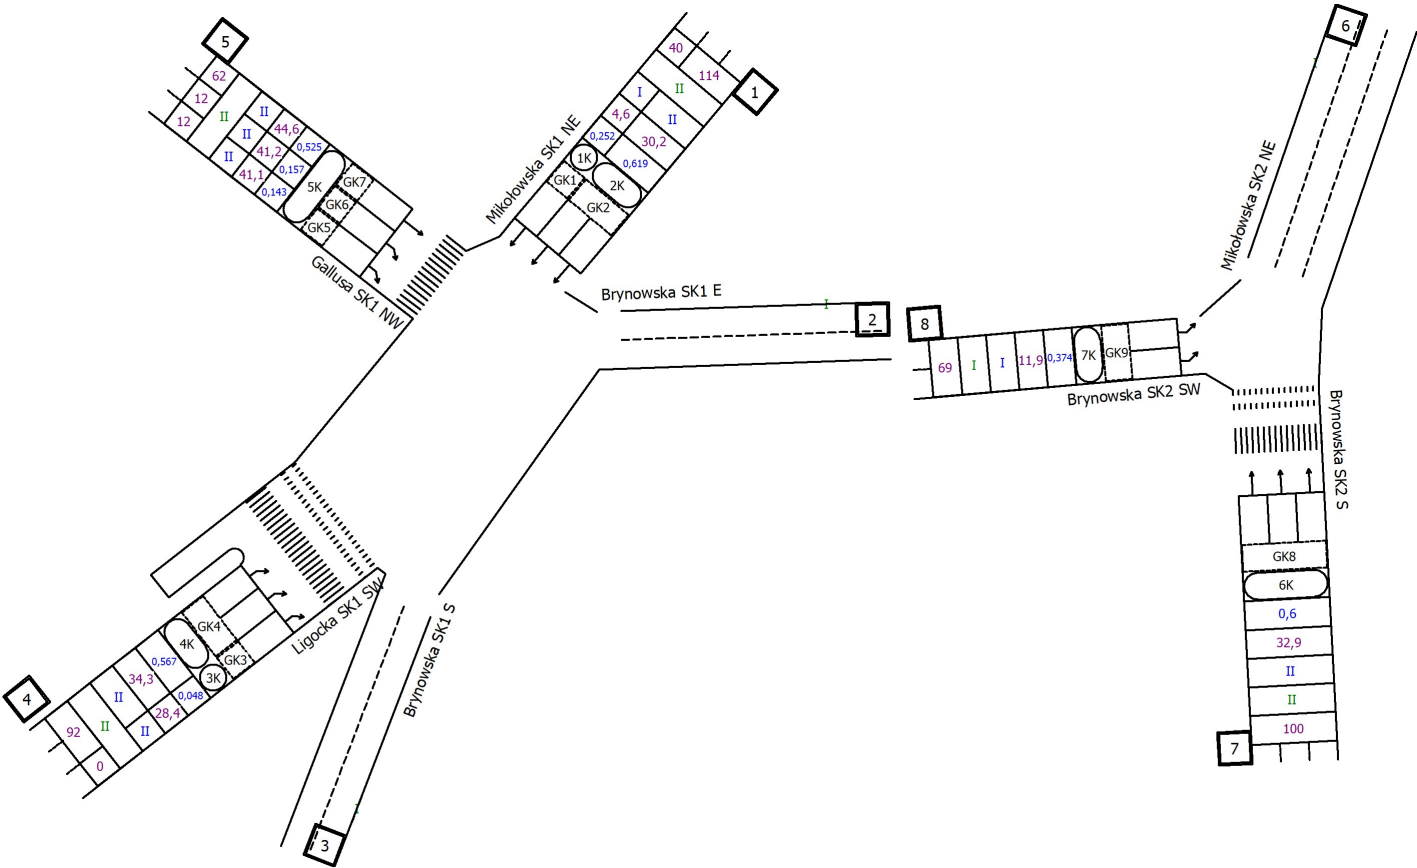 5
62
12
12
II
II
II
II
44,6
41,2
41,1
0,525
0,157
0,143
5K
GK7
GK6
GK5
Gallusa SK1 NW
Mikołowska SK1 NE
40
114
1
I
II
II
4,6
30,2
0,252
0,619
1K
2K
GK1
GK2
Brynowska SK1 E
I
2
8
69
I
I
11,9
0,374
7K
GK9
Brynowska SK2 SW
6
I
Mikołowska SK2 NE
Brynowska SK2 S
GK8
6K
0,6
32,9
II
II
100
7
Ligocka SK1 SW
GK4
GK3
4K
3K
0,567
0,048
34,3
28,4
II
II
II
92
0
4
Brynowska SK1 S
I
3